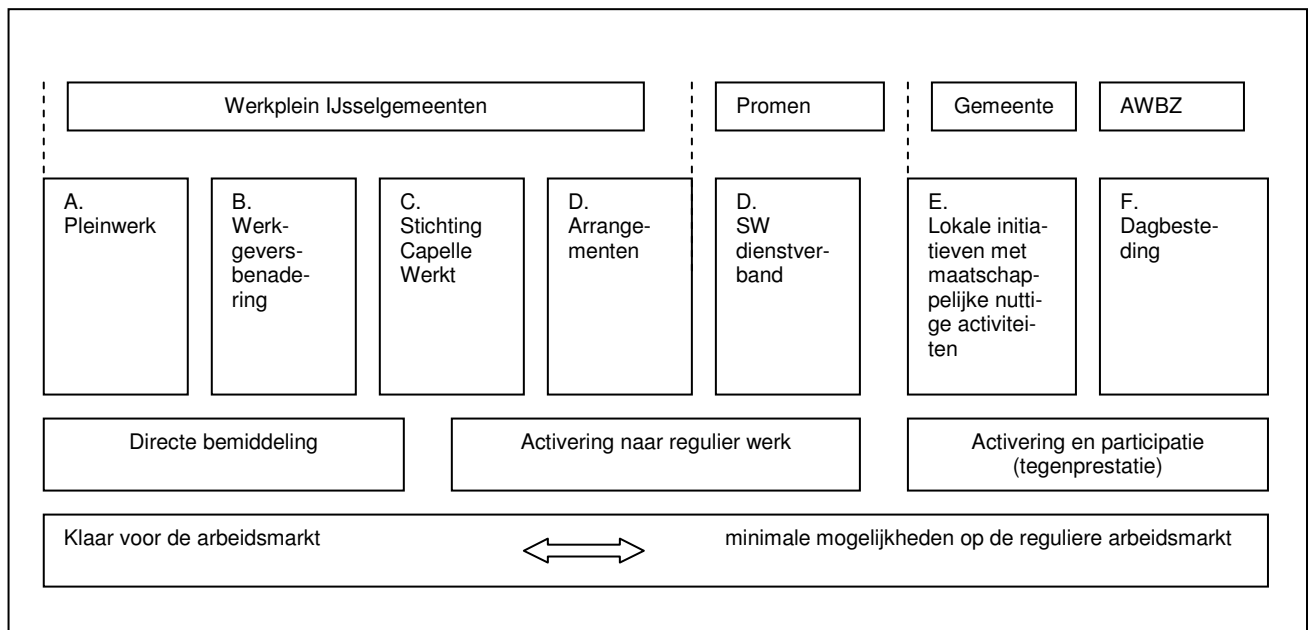 Werkplein IJsselgemeenten
Promen
Gemeente
AWBZ
A.
Pleinwerk
B.
Werk-
gevers-
benade-
ring
C.
Stichting
Capelle
Werkt
D.
Arrange-
menten
D.
SW
dienstver-
band
E.
Lokale initia-
tieven met
maatschap-
pelijke nutti-
ge activitei-
ten
F.
Dagbeste-
ding
Directe bemiddeling
Activering naar regulier werk
Activering en participatie
(tegenprestatie)
Klaar voor de arbeidsmarkt
minimale mogelijkheden op de reguliere arbeidsmarkt